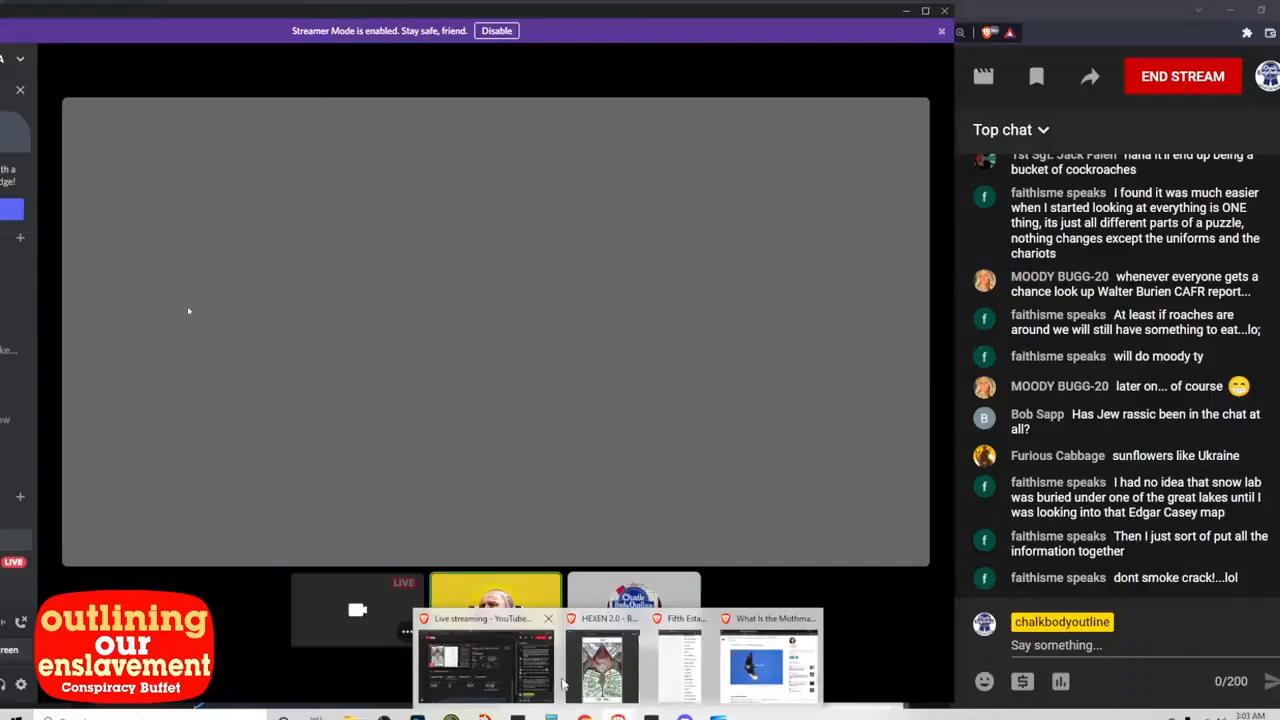 Streamer Mode is enabled. Stay safe, friend. Disable
A
END STREAM
Top chat
1st Sgt. Jack Falen haha it'll end up being a
bucket of cockroaches
faithisme speaks I found it was much easier
when I started looking at everything is ONE
thing, its just all different parts of a puzzle,
nothing changes except the uniforms and the
chariots
MOODY BUGG-20 whenever everyone gets a
chance look up Walter Burien CAFR report...
faithisme speaks At least if roaches are
around we will still have something to eat...lo;
faithisme speaks will do moody ty
MOODY BUGG-20 later on... of course 😁
Bob Sapp Has Jew rassic been in the chat at
all?
Furious Cabbage sunflowers like Ukraine
faithisme speaks I had no idea that snow lab
was buried under one of the great lakes until I
was looking into that Edgar Casey map
faithisme speaks Then I just sort of put all the
information together
dge!
faithisme speaks dont smoke crack!...lol
chalkbodyoutline
Say something...
0/200
LIVE
LIVE
Live streaming - YouTube...
HEXEN 2.0 - B...
Fifth Esta...
What Is the Mothma...
outlining
our
enslavement
Conspiracy Buffet
3:03 AM